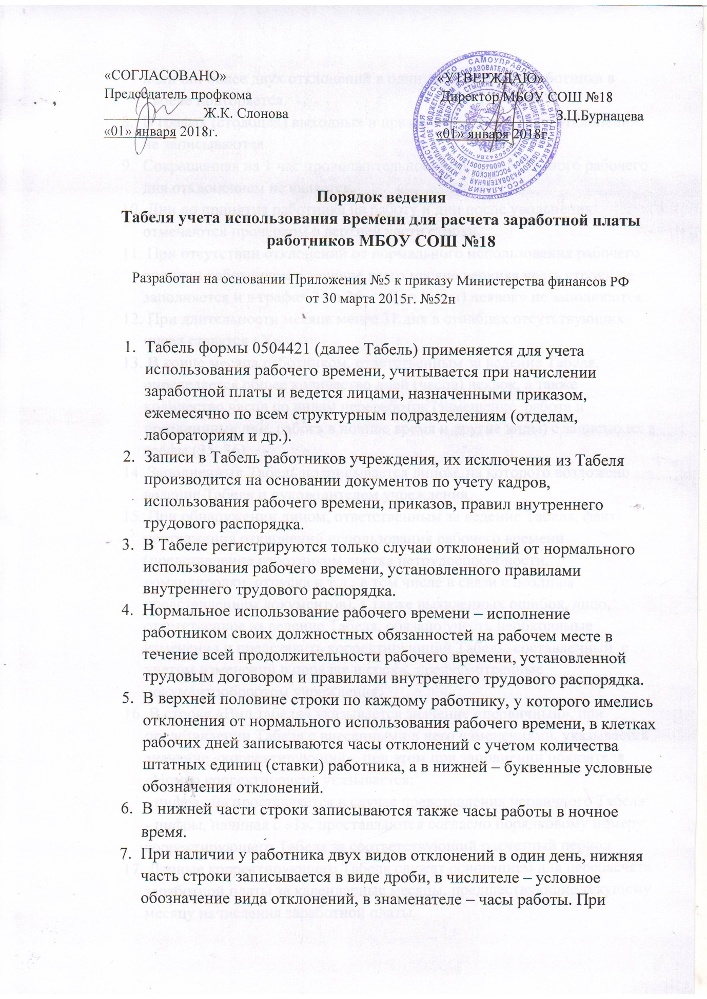 «СОГЛАСОВАНО»
Председатель профкома
Ж.К. Слонова
«01» января 2018г.
«УТВЕРЖДАЮ»
Директор МБОУ СОШ №18
З.Ц.Бурнацева
«01» января 2018г.
Порядок ведения
Табеля учета использования времени для расчета заработной платы
работников МБОУ СОШ №18
Разработан на основании Приложения №5 к приказу Министерства финансов РФ
от 30 марта 2015г. №52н
1. Табель формы 0504421 (далее Табель) применяется для учета
использования рабочего времени, учитывается при начислении
заработной платы и ведется лицами, назначенными приказом,
ежемесячно по всем структурным подразделениям (отделам,
лабораториям и др.).
2. Записи в Табель работников учреждения, их исключения из Табеля
производится на основании документов по учету кадров,
использования рабочего времени, приказов, правил внутреннего
трудового распорядка.
3. В Табеле регистрируются только случаи отклонений от нормального
использования рабочего времени, установленного правилами
внутреннего трудового распорядка.
4. Нормальное использование рабочего времени – исполнение
работником своих должностных обязанностей на рабочем месте в
течение всей продолжительности рабочего времени, установленной
трудовым договором и правилами внутреннего трудового распорядка.
5. В верхней половине строки по каждому работнику, у которого имелись
отклонения от нормального использования рабочего времени, в клетках
рабочих дней записываются часы отклонений с учетом количества
штатных единиц (ставки) работника, а в нижней – буквенные условные
обозначения отклонений.
6. В нижней части строки записываются также часы работы в ночное
время.
7. При наличии у работника двух видов отклонений в один день, нижняя
часть строки записывается в виде дроби, в числителе – условное
обозначение вида отклонений, в знаменателе – часы работы. При